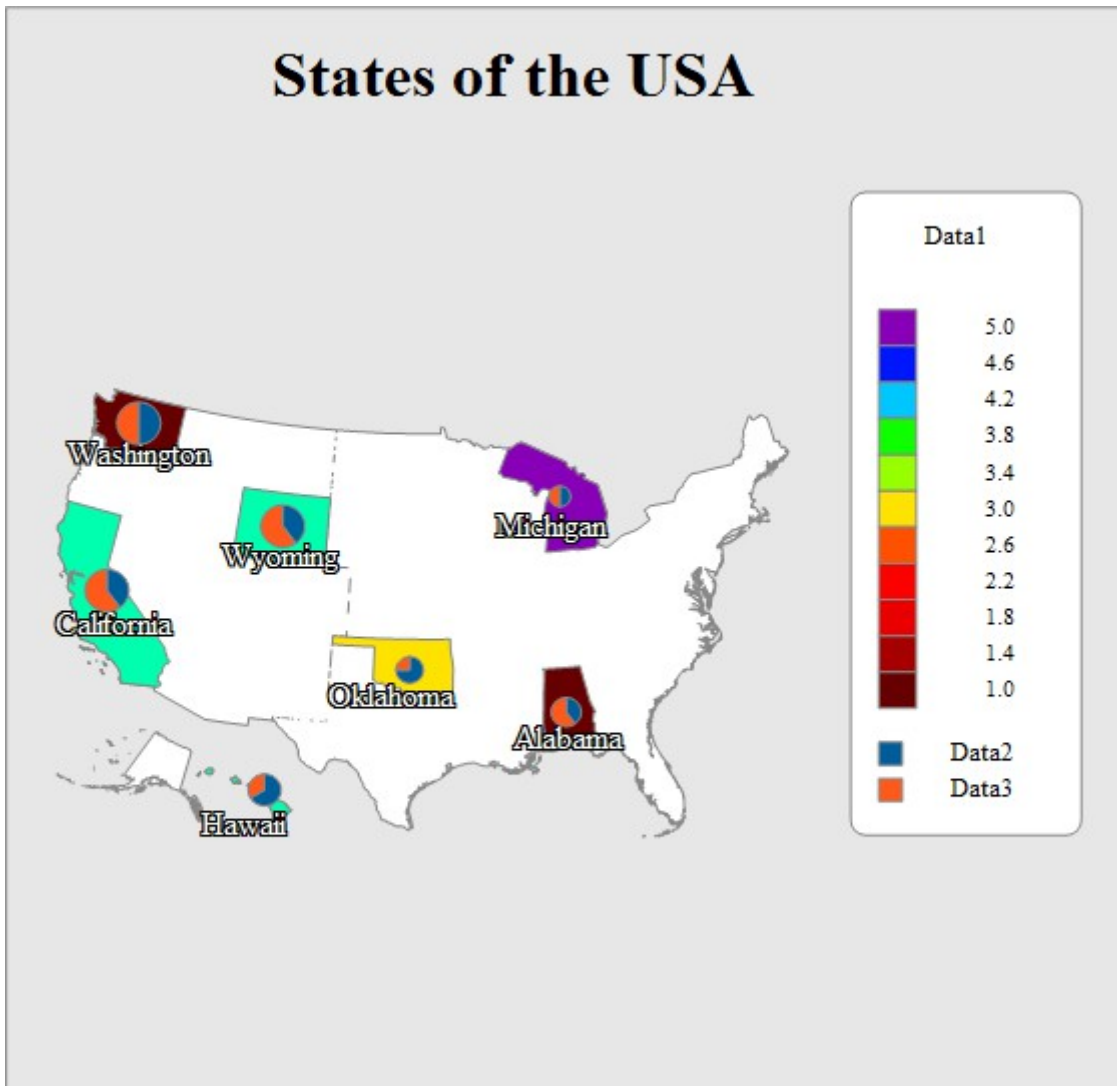 States of the USA
Data1
5.0
4.6
4.2
3.8
3.4
3.0
2.6
2.2
1.8
1.4
1.0
Data2
Data3
Washington
Wyoming
Michigan
California
Oklahoma
Alabama
Hawaii